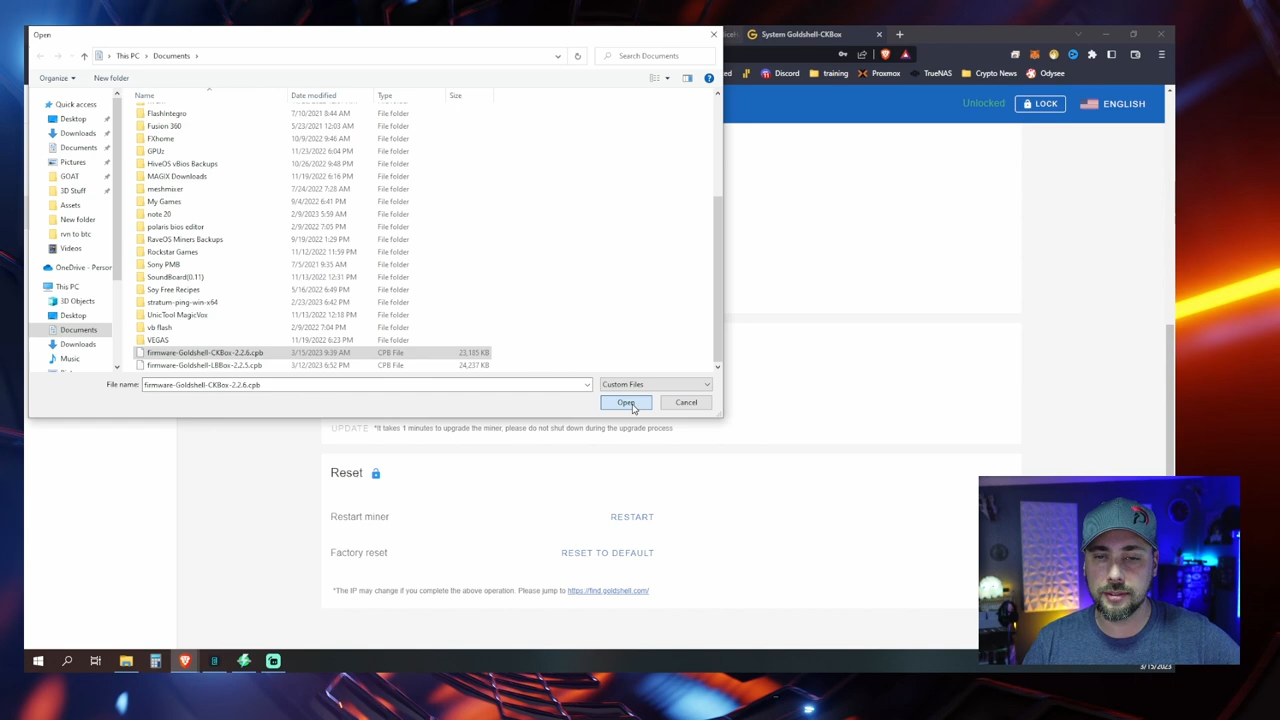 Open
System Goldshell-CKBox
This PC > Documents >
Search Documents
Organize
New folder
Discord
training
Proxmox
TrueNAS
Crypto News
Odysee
Name
Date modified
Type
Size
Unlocked
LOCK
ENGLISH
Quick access
Desktop
Downloads
Documents
Pictures
GOAT
3D Stuff
Assets
New folder
rvn to btc
Videos
OneDrive - Person
This PC
3D Objects
Desktop
Documents
Downloads
Music
FlashIntegro 7/10/2021 8:44 AM File folder
Fusion 360 5/23/2021 12:03 AM File folder
FXhome 10/9/2022 9:46 AM File folder
GPUz 11/23/2022 6:04 PM File folder
HiveOS vBios Backups 10/26/2022 9:48 PM File folder
MAGIX Downloads 11/19/2022 6:16 PM File folder
meshmixer 7/24/2022 7:28 AM File folder
My Games 9/4/2022 6:41 PM File folder
note 20 2/9/2023 5:59 AM File folder
polaris bios editor 2/9/2022 7:05 PM File folder
RaveOS Miners Backups 9/19/2022 1:29 PM File folder
Rockstar Games 11/12/2022 11:59 PM File folder
Sony PMB 7/5/2021 9:35 AM File folder
SoundBoard(0.11) 11/13/2022 12:31 PM File folder
Soy Free Recipes 5/16/2022 6:49 PM File folder
stratum-ping-win-x64 2/23/2023 6:42 PM File folder
UnicTool MagicVox 11/13/2022 12:18 PM File folder
vb flash 2/9/2022 7:04 PM File folder
VEGAS 11/19/2022 6:23 PM File folder
firmware-Goldshell-CKBox-2.2.6.cpb 3/15/2023 9:39 AM CPB File 23,185 KB
firmware-Goldshell-LBBox-2.2.5.cpb 3/12/2023 6:52 PM CPB File 24,237 KB
File name: firmware-Goldshell-CKBox-2.2.6.cpb
Custom Files
Open
Cancel
UPDATE *It takes 1 minutes to upgrade the miner, please do not shut down during the upgrade process
Reset
Restart miner RESTART
Factory reset RESET TO DEFAULT
*The IP may change if you complete the above operation. Please jump to https://find.goldshell.com/
3/15/2023